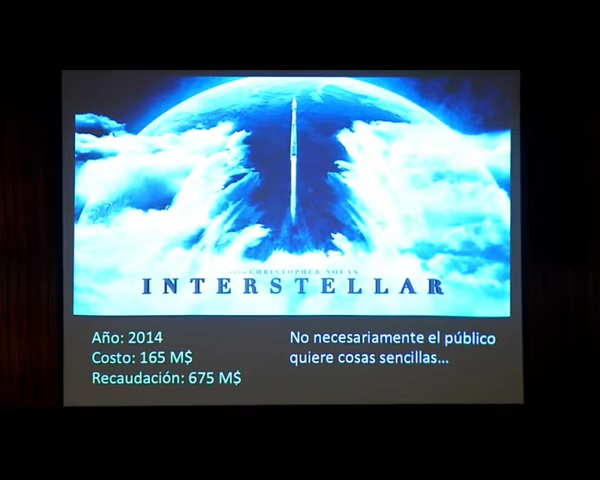 CHRISTOPHER NOLAN
INTERSTELLAR
Año: 2014
Costo: 165 M$
Recaudación: 675 M$
No necesariamente el público
quiere cosas sencillas...